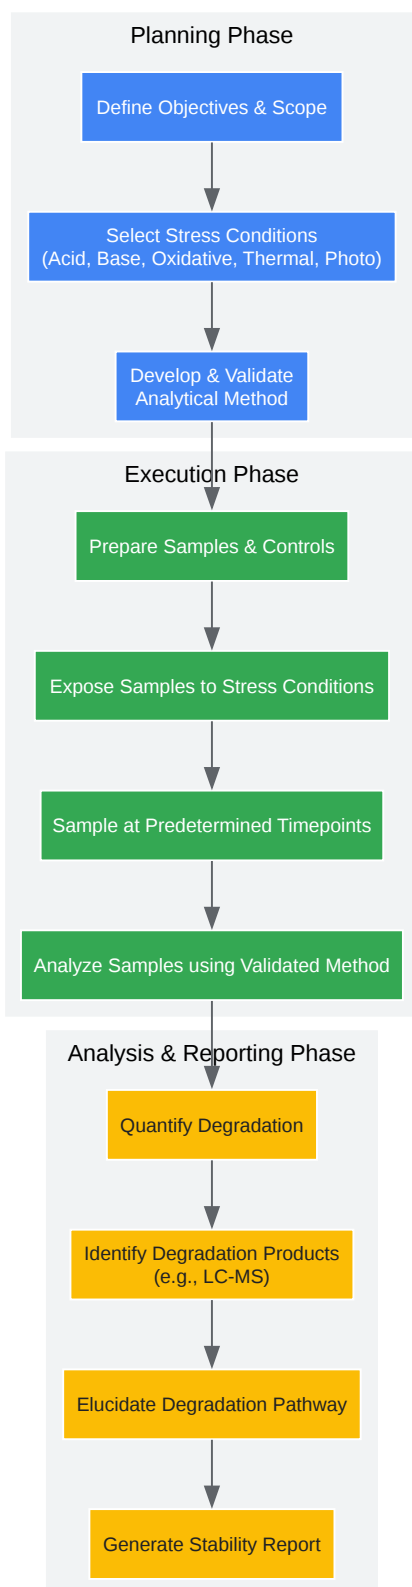 Planning Phase
Define Objectives & Scope
Select Stress Conditions
(Acid, Base, Oxidative, Thermal, Photo)
Develop & Validate
Analytical Method
Execution Phase
Prepare Samples & Controls
Expose Samples to Stress Conditions
Sample at Predetermined Timepoints
Analyze Samples using Validated Method
Analysis & Reporting Phase
Quantify Degradation
Identify Degradation Products
(e.g., LC-MS)
Elucidate Degradation Pathway
Generate Stability Report